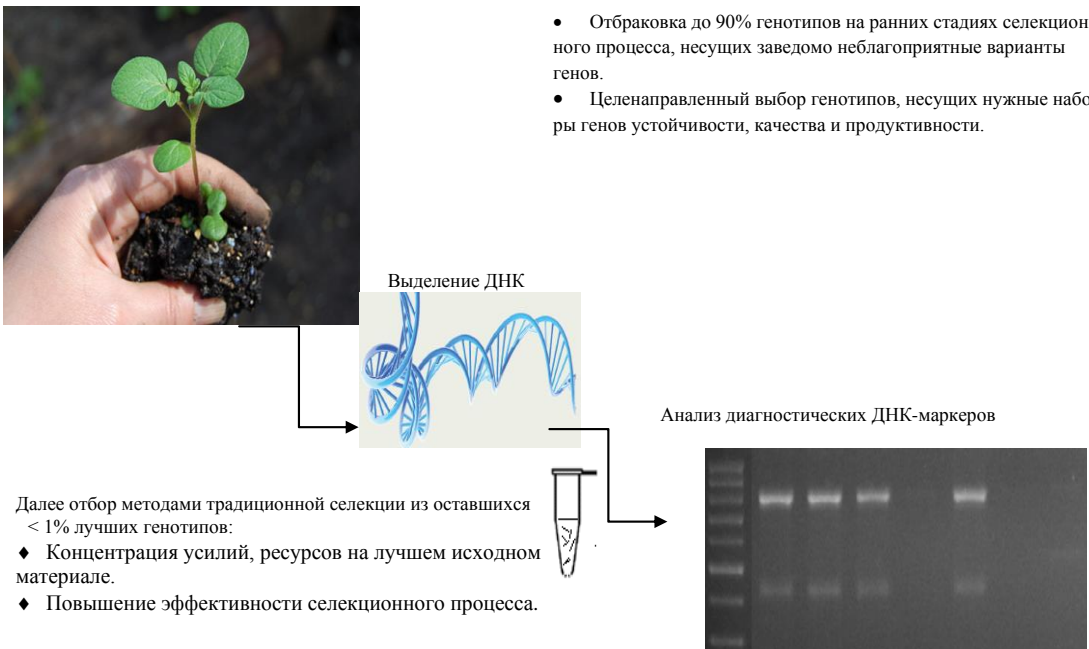 • Отбраковка до 90% генотипов на ранних стадиях селекцион
ного процесса, несущих заведомо неблагоприятные варианты
генов.
• Целенаправленный выбор генотипов, несущих нужные набо
ры генов устойчивости, качества и продуктивности.
Выделение ДНК
Анализ диагностических ДНК-маркеров
Далее отбор методами традиционной селекции из оставшихся
< 1% лучших генотипов:
♦ Концентрация усилий, ресурсов на лучшем исходном
материале.
♦ Повышение эффективности селекционного процесса.